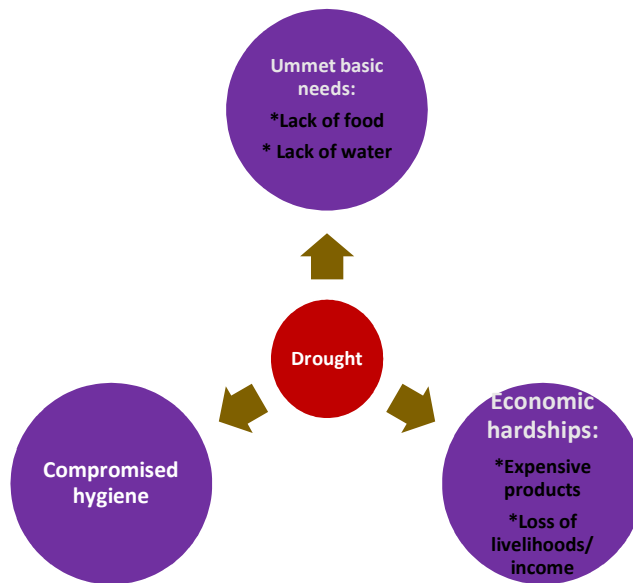 Ummet basic
needs:
*Lack of food
* Lack of water
Drought
Compromised
hygiene
Economic
hardships:
*Expensive
products
*Loss of
livelihoods/
income